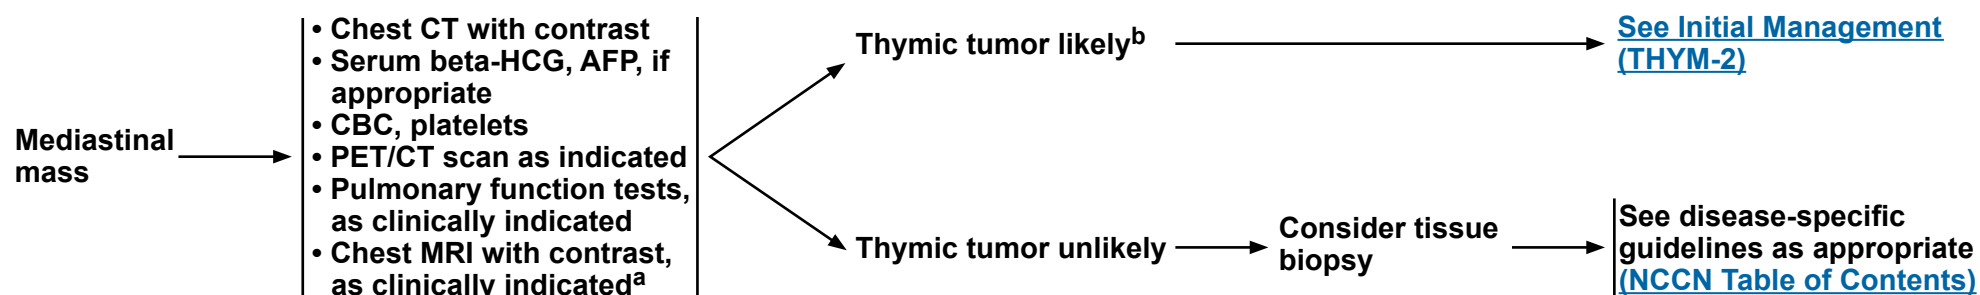 Mediastinal
mass
• Chest CT with contrast
• Serum beta-HCG, AFP, if
appropriate
• CBC, platelets
• PET/CT scan as indicated
• Pulmonary function tests,
as clinically indicated
• Chest MRI with contrast,
as clinically indicatedᵃ
Thymic tumor likelyᵇ
See Initial Management
(THYM-2)
Thymic tumor unlikely
Consider tissue
biopsy
See disease-specific
guidelines as appropriate
(NCCN Table of Contents)